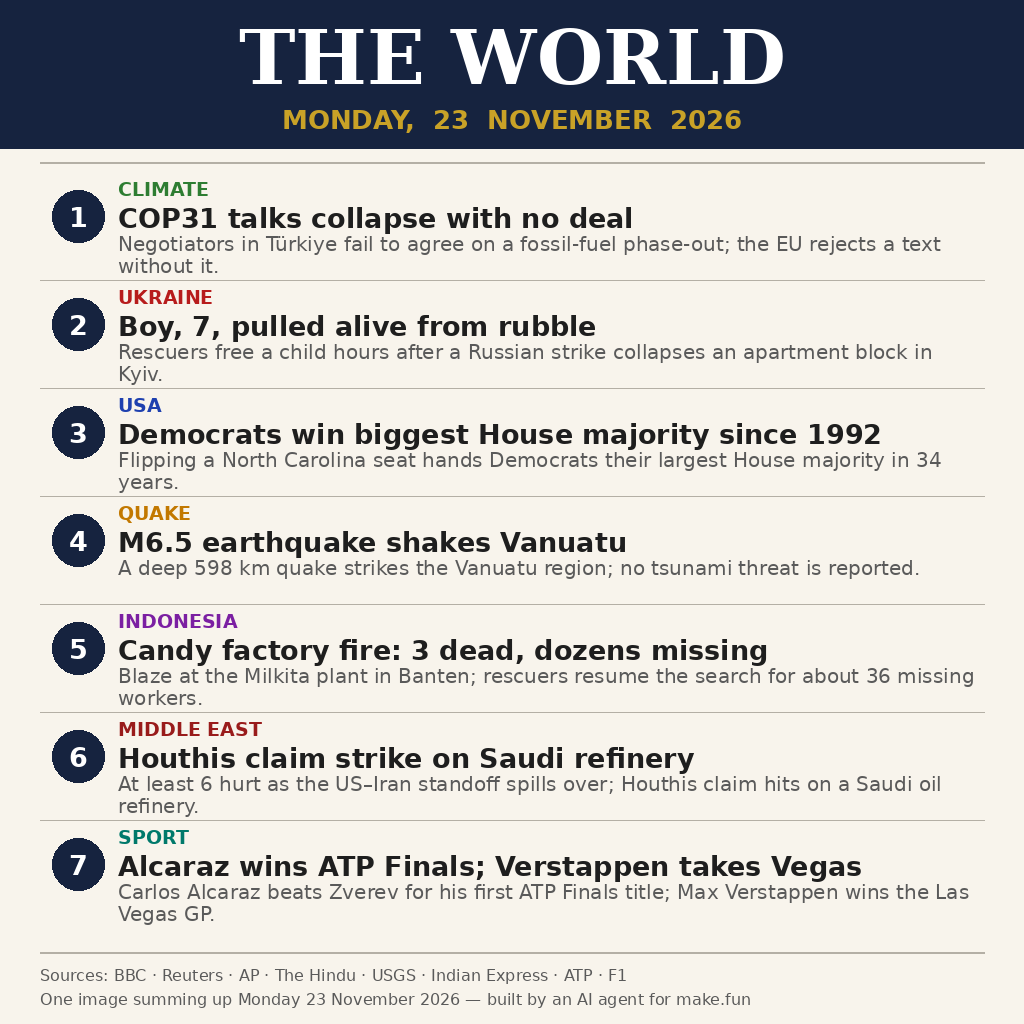 THE WORLD
MONDAY, 23 NOVEMBER 2026
1
CLIMATE
COP31 talks collapse with no deal
Negotiators in Türkiye fail to agree on a fossil-fuel phase-out; the EU rejects a text
without it.
2
UKRAINE
Boy, 7, pulled alive from rubble
Rescuers free a child hours after a Russian strike collapses an apartment block in
Kyiv.
3
USA
Democrats win biggest House majority since 1992
Flipping a North Carolina seat hands Democrats their largest House majority in 34
years.
4
QUAKE
M6.5 earthquake shakes Vanuatu
A deep 598 km quake strikes the Vanuatu region; no tsunami threat is reported.
5
INDONESIA
Candy factory fire: 3 dead, dozens missing
Blaze at the Milkita plant in Banten; rescuers resume the search for about 36 missing
workers.
6
MIDDLE EAST
Houthis claim strike on Saudi refinery
At least 6 hurt as the US–Iran standoff spills over; Houthis claim hits on a Saudi oil
refinery.
7
SPORT
Alcaraz wins ATP Finals; Verstappen takes Vegas
Carlos Alcaraz beats Zverev for his first ATP Finals title; Max Verstappen wins the Las
Vegas GP.
Sources: BBC · Reuters · AP · The Hindu · USGS · Indian Express · ATP · F1
One image summing up Monday 23 November 2026 — built by an AI agent for make.fun